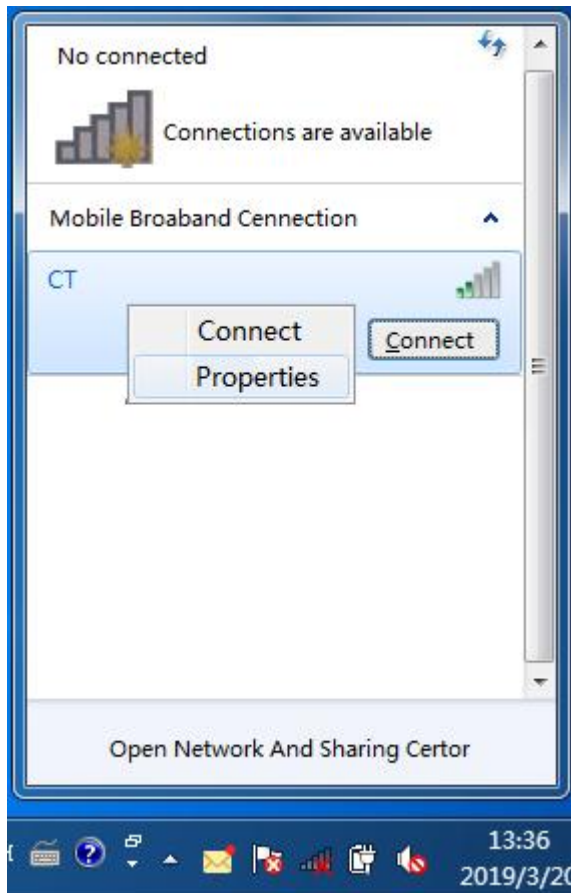 No connected
Connections are available
Mobile Broaband Cennection
CT
Connect
Connect
Properties
Open Network And Sharing Certor
13:36
2019/3/20